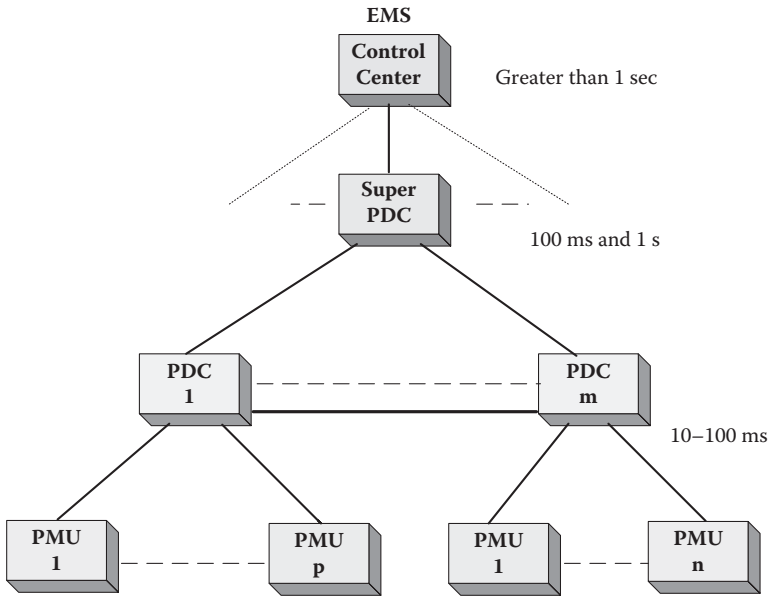 EMS
Control
Center
Greater than 1 sec
Super
PDC
100 ms and 1 s
PDC
1
PDC
m
10–100 ms
PMU
1
PMU
p
PMU
1
PMU
n